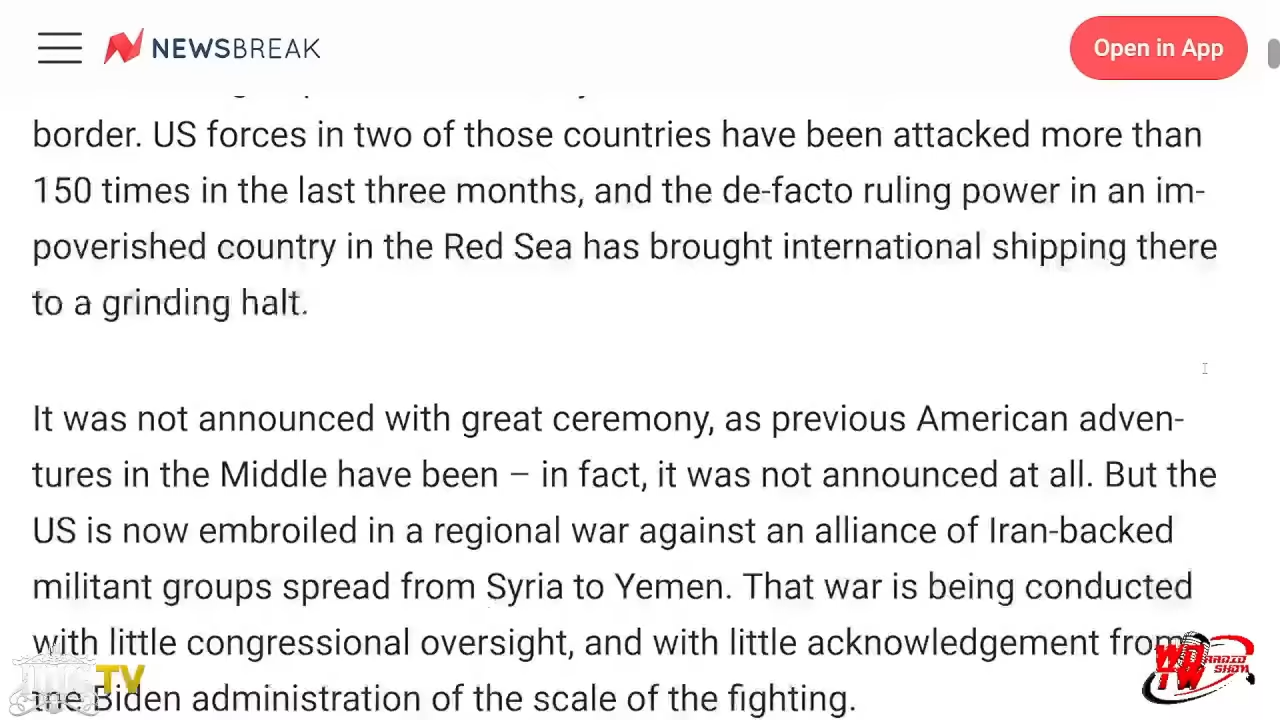 NEWSBREAK
Open in App
border. US forces in two of those countries have been attacked more than
150 times in the last three months, and the de-facto ruling power in an im-
poverished country in the Red Sea has brought international shipping there
to a grinding halt.
It was not announced with great ceremony, as previous American adven-
tures in the Middle have been – in fact, it was not announced at all. But the
US is now embroiled in a regional war against an alliance of Iran-backed
militant groups spread from Syria to Yemen. That war is being conducted
with little congressional oversight, and with little acknowledgement from
the Biden administration of the scale of the fighting.
TV
RADIO
SHOW